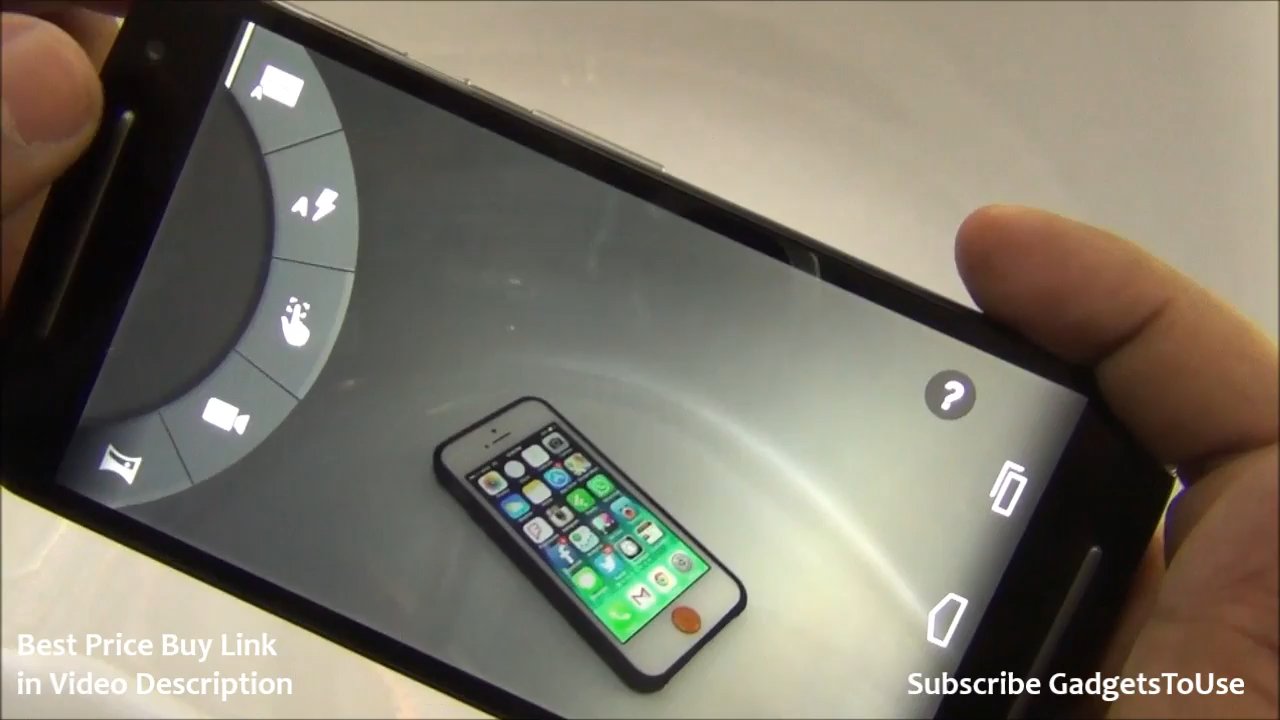 A
A
?
Best Price Buy Link
in Video Description
Subscribe GadgetsToUse